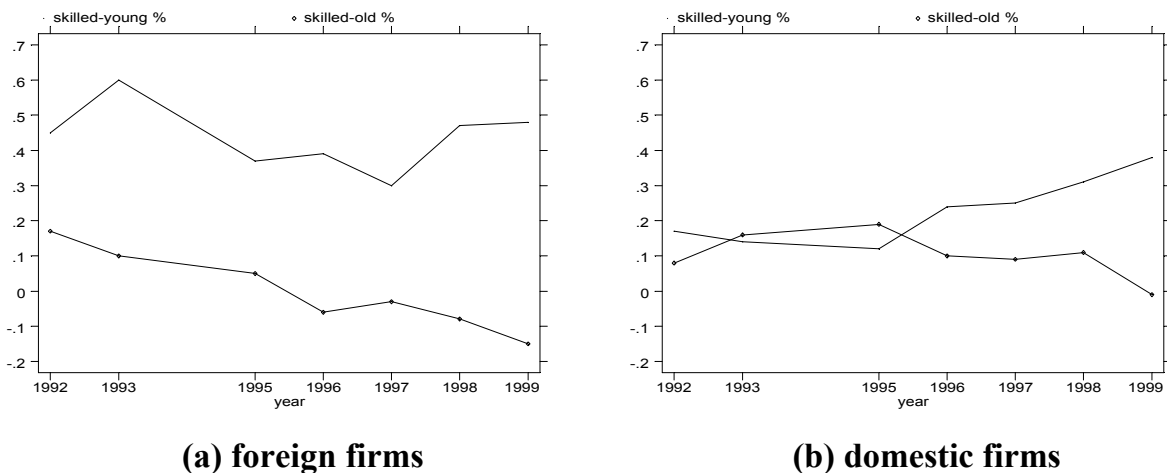 skilled-young %
skilled-old %
.7
.6
.5
.4
.3
.2
.1
0
-.1
-.2
1992 1993 1995 1996 1997 1998 1999
year
(a) foreign firms
skilled-young %
skilled-old %
.7
.6
.5
.4
.3
.2
.1
0
-.1
-.2
1992 1993 1995 1996 1997 1998 1999
year
(b) domestic firms